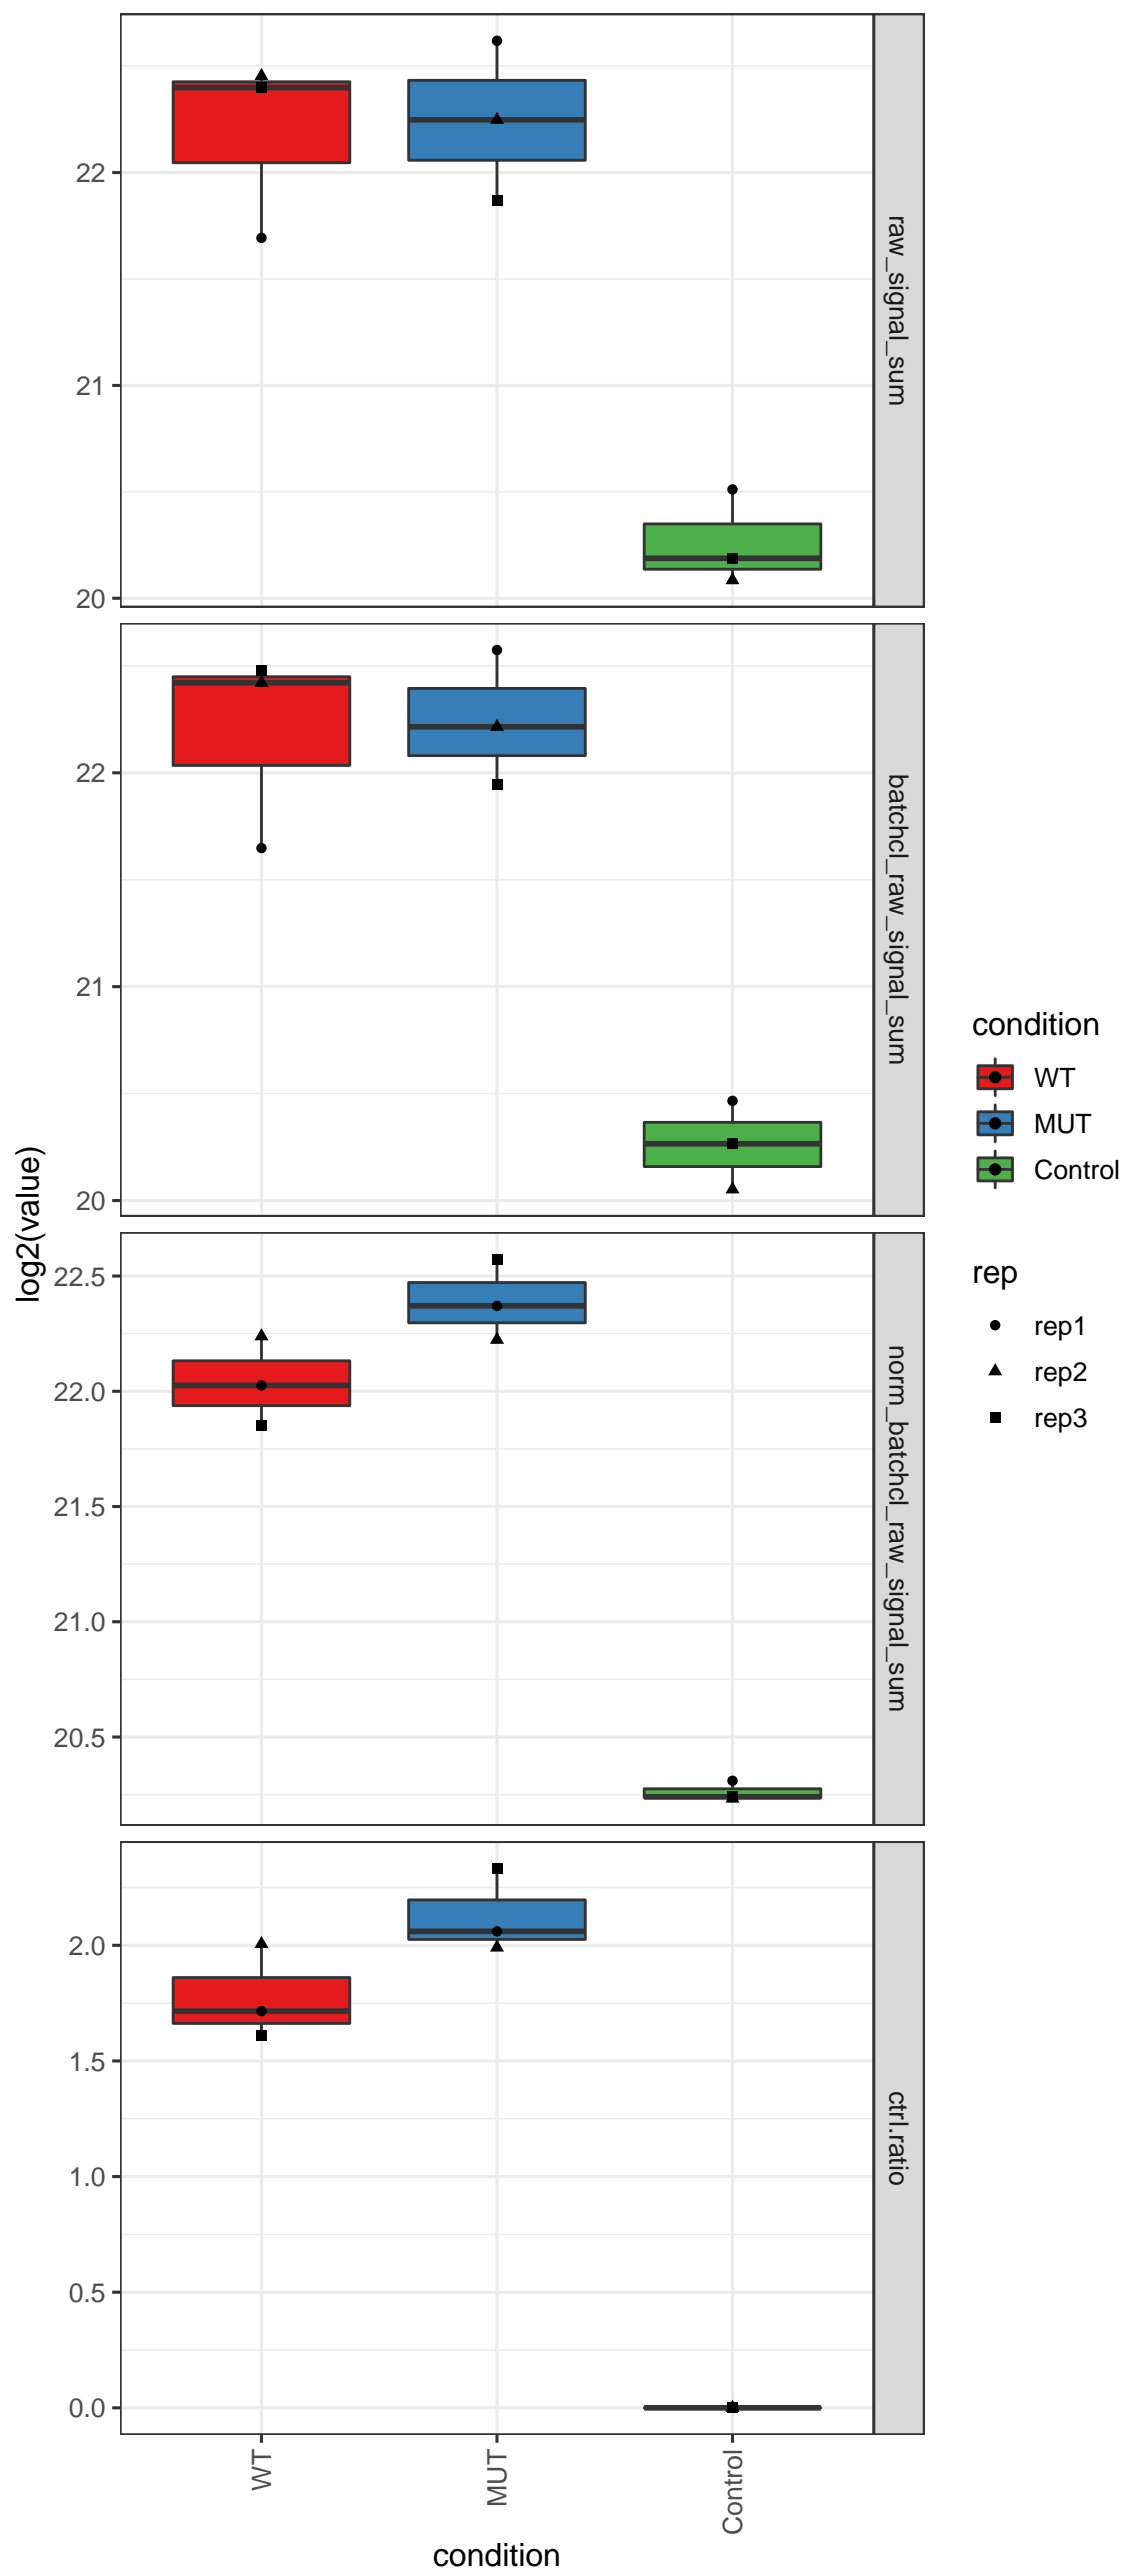 log2(value)
22
21
20
raw_signal_sum
22
21
20
batchcl_raw_signal_sum
22.5
22.0
21.5
21.0
20.5
norm_batchcl_raw_signal_sum
2.0
1.5
1.0
0.5
0.0
ctrl.ratio
WT
MUT
Control
condition
condition
WT
MUT
Control
rep
rep1
rep2
rep3